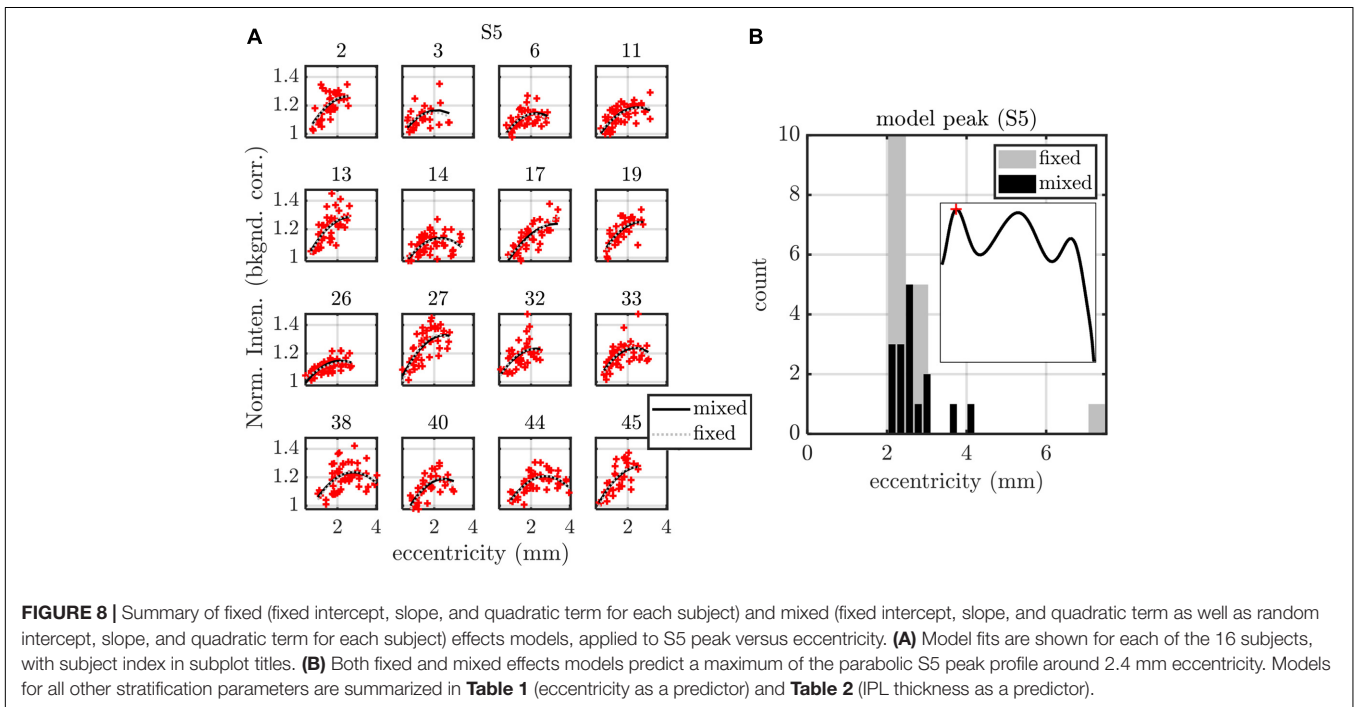 A
S5
2 3 6 11
1.4
1.2
1
13 14 17 19
1.4
1.2
1
26 27 32 33
1.4
1.2
1
38 40 44 45
1.4
1.2
1
2 4 2 4 2 4 2 4
Norm. Inten. (bkgnd. corr.)
eccentricity (mm)
mixed
fixed
B
model peak (S5)
10
8
6
4
2
0
count
fixed
mixed
0 2 4 6
eccentricity (mm)
FIGURE 8 | Summary of fixed (fixed intercept, slope, and quadratic term for each subject) and mixed (fixed intercept, slope, and quadratic term as well as random
intercept, slope, and quadratic term for each subject) effects models, applied to S5 peak versus eccentricity. (A) Model fits are shown for each of the 16 subjects,
with subject index in subplot titles. (B) Both fixed and mixed effects models predict a maximum of the parabolic S5 peak profile around 2.4 mm eccentricity. Models
for all other stratification parameters are summarized in Table 1 (eccentricity as a predictor) and Table 2 (IPL thickness as a predictor).